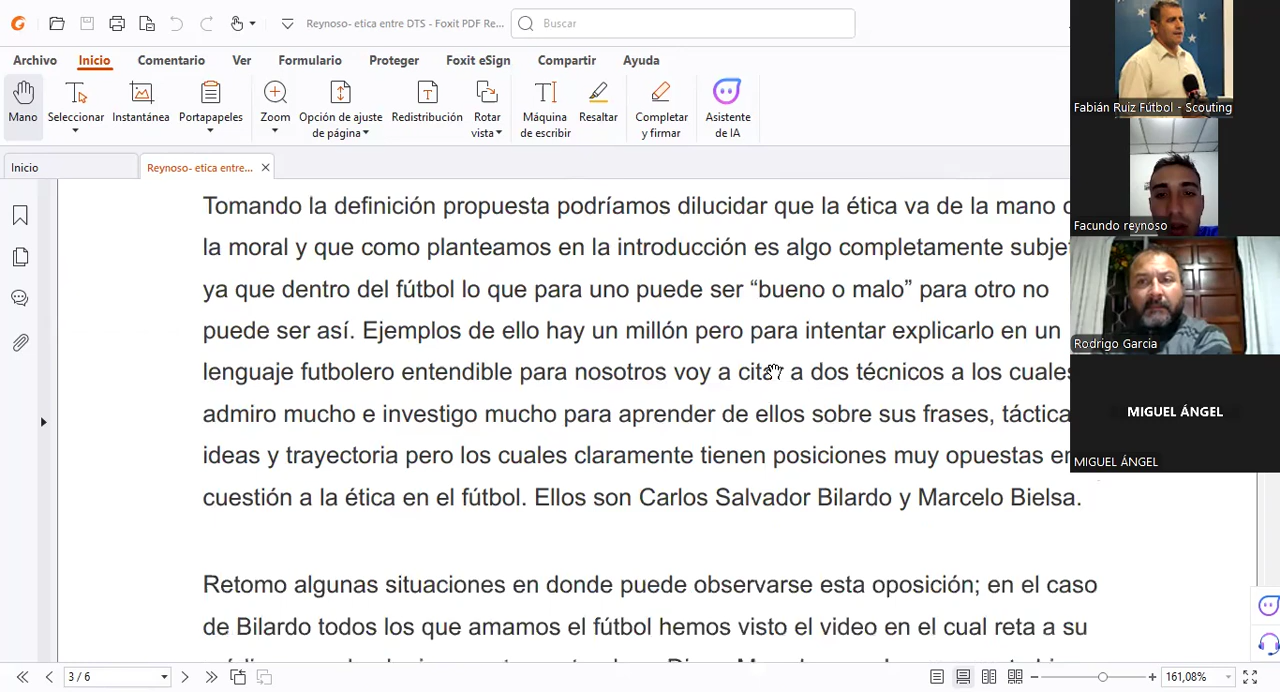 Reynoso- etica entre DTS - Foxit PDF Re...
Buscar
Archivo
Inicio
Comentario
Ver
Formulario
Proteger
Foxit eSign
Compartir
Ayuda
Mano
Seleccionar
Instantánea
Portapapeles
Zoom
Opción de ajuste
de página
Redistribución
Rotar
vista
Máquina
de escribir
Resaltar
Completar
y firmar
Asistente
de IA
Inicio
Reynoso- etica entre...
Tomando la definición propuesta podríamos dilucidar que la ética va de la mano
la moral y que como planteamos en la introducción es algo completamente subje
ya que dentro del fútbol lo que para uno puede ser “bueno o malo” para otro no
puede ser así. Ejemplos de ello hay un millón pero para intentar explicarlo en un
lenguaje futbolero entendible para nosotros voy a citar a dos técnicos a los cuales
admiro mucho e investigo mucho para aprender de ellos sobre sus frases, táctica
ideas y trayectoria pero los cuales claramente tienen posiciones muy opuestas en
cuestión a la ética en el fútbol. Ellos son Carlos Salvador Bilardo y Marcelo Bielsa.
Retomo algunas situaciones en donde puede observarse esta oposición; en el caso
de Bilardo todos los que amamos el fútbol hemos visto el video en el cual reta a su
3 / 6
161,08%
Fabián Ruiz Fútbol - Scouting
Facundo reynoso
Rodrigo García
MIGUEL ÁNGEL
MIGUEL ÁNGEL